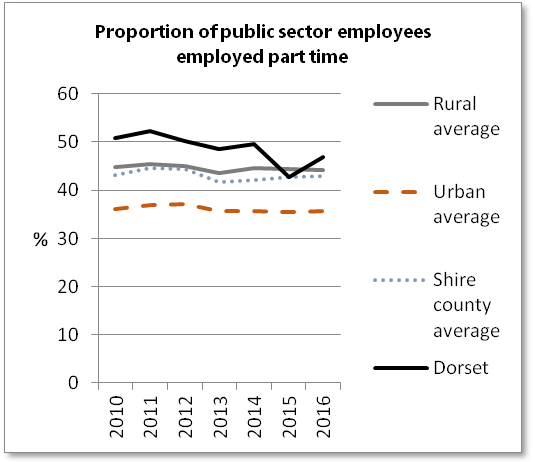 Proportion of public sector employees
employed part time
60
50
40
30
20
10
0
%
2010
2011
2012
2013
2014
2015
2016
Rural
average
Urban
average
Shire
county
average
Dorset